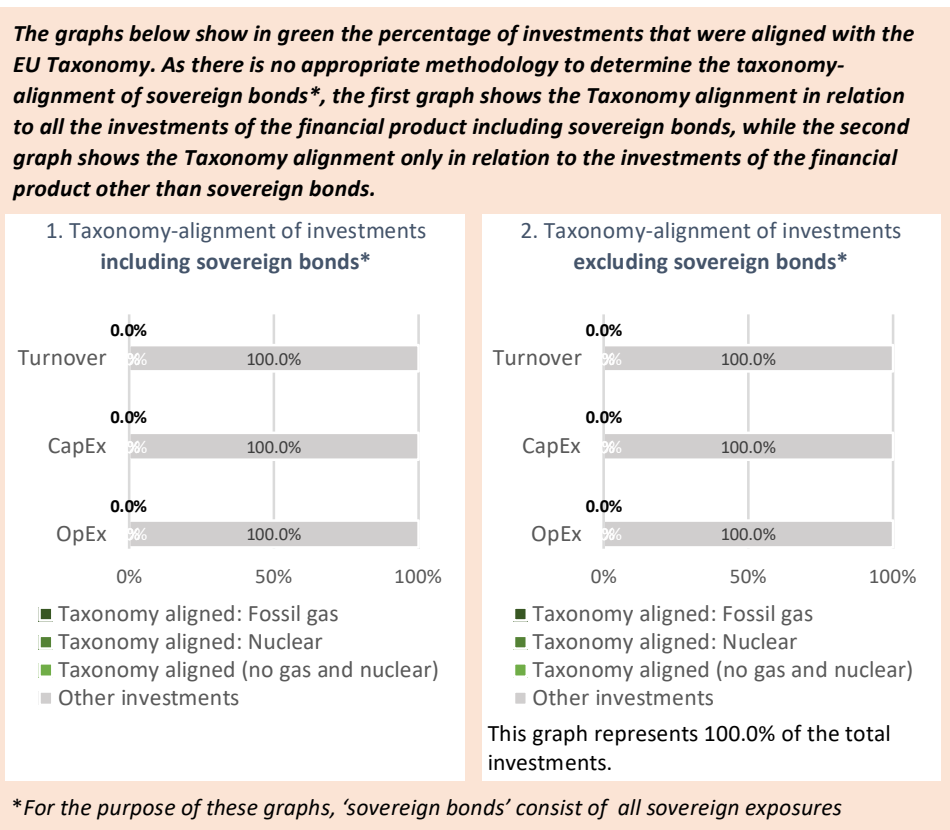 The graphs below show in green the percentage of investments that were aligned with the
EU Taxonomy. As there is no appropriate methodology to determine the taxonomy-
alignment of sovereign bonds*, the first graph shows the Taxonomy alignment in relation
to all the investments of the financial product including sovereign bonds, while the second
graph shows the Taxonomy alignment only in relation to the investments of the financial
product other than sovereign bonds.
1. Taxonomy-alignment of investments
including sovereign bonds*
0.0%
Turnover 100.0%
0.0%
CapEx 100.0%
0.0%
OpEx 100.0%
0% 50% 100%
Taxonomy aligned: Fossil gas
Taxonomy aligned: Nuclear
Taxonomy aligned (no gas and nuclear)
Other investments
2. Taxonomy-alignment of investments
excluding sovereign bonds*
0.0%
Turnover 100.0%
0.0%
CapEx 100.0%
0.0%
OpEx 100.0%
0% 50% 100%
Taxonomy aligned: Fossil gas
Taxonomy aligned: Nuclear
Taxonomy aligned (no gas and nuclear)
Other investments
This graph represents 100.0% of the total
investments.
*For the purpose of these graphs, ‘sovereign bonds’ consist of all sovereign exposures